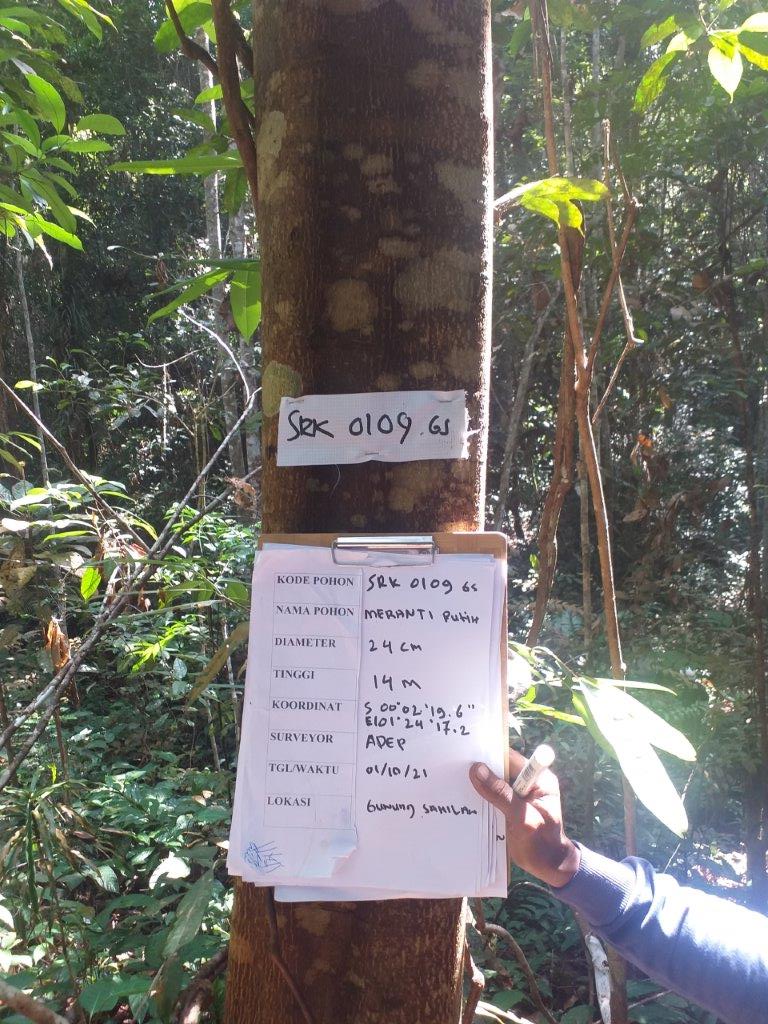 SRK 0109.GS
KODE POHON SRK 0109 GS
NAMA POHON MERANTI PUTIH
DIAMETER 24 CM
TINGGI 14 M
KOORDINAT S 00°02'19.6"
E101°24'17.2
SURVEYOR ADEP
TGL/WAKTU 01/10/21
LOKASI GUNUNG SAHILAN
2